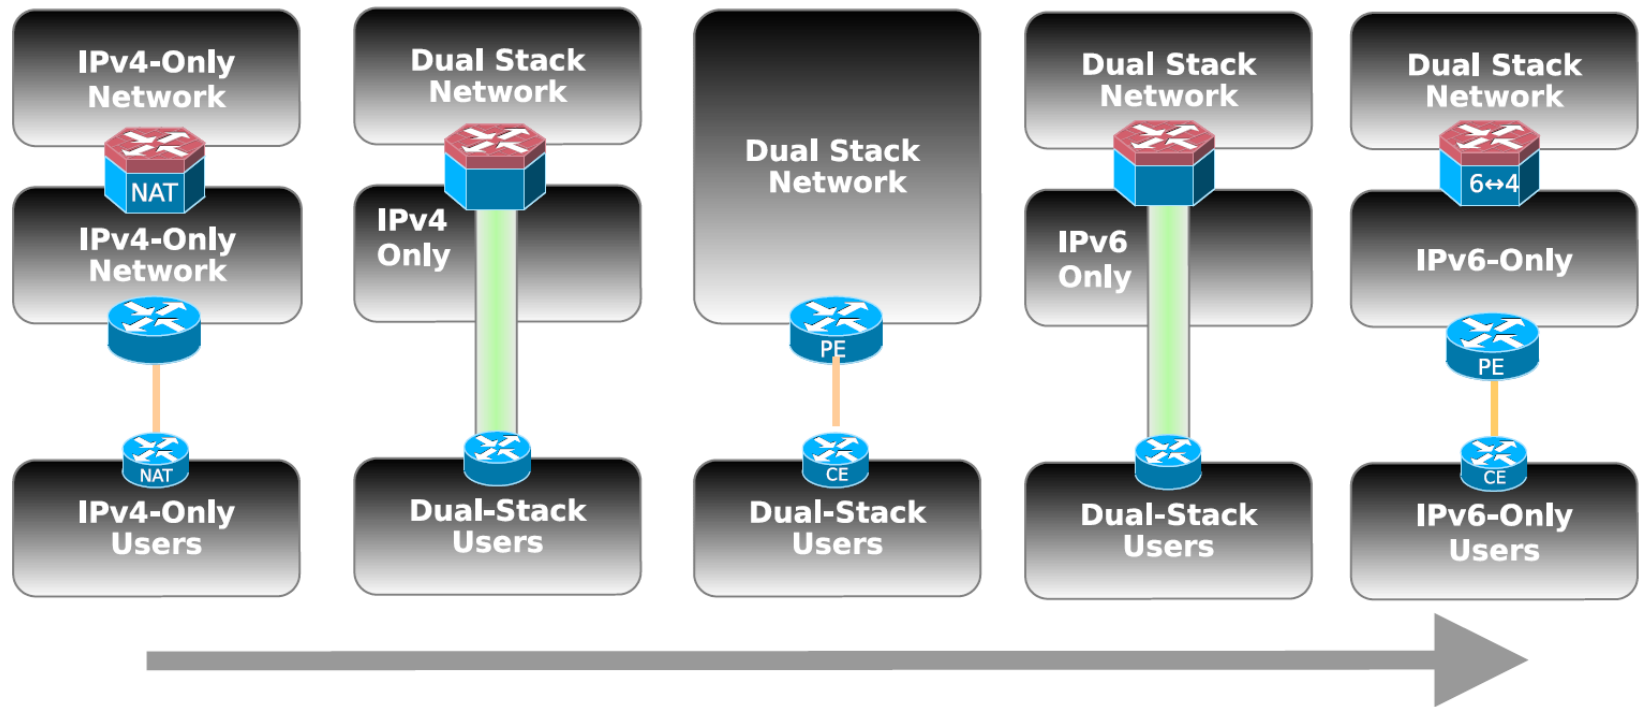 IPv4-Only
Network
NAT
IPv4-Only
Network
NAT
IPv4-Only
Users
Dual Stack
Network
IPv4
Only
Dual-Stack
Users
Dual Stack
Network
PE
CE
Dual-Stack
Users
Dual Stack
Network
IPv6
Only
Dual-Stack
Users
Dual Stack
Network
6↔4
IPv6-Only
PE
CE
IPv6-Only
Users